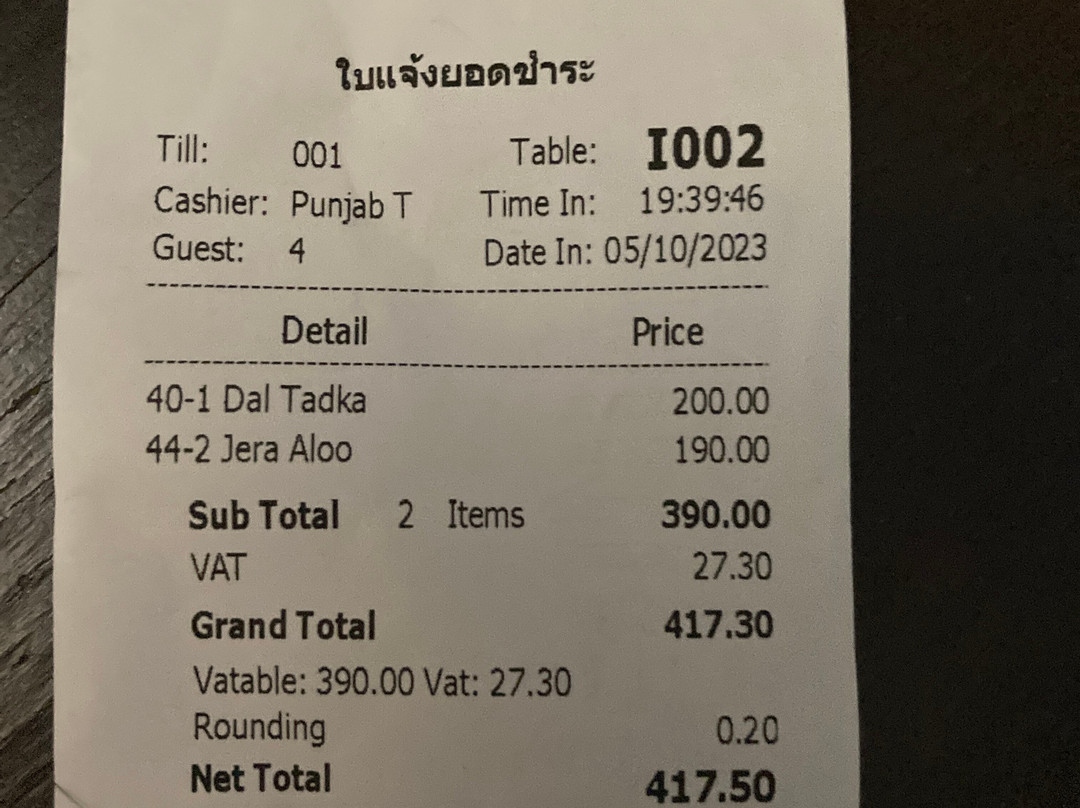 ใบแจ้งยอดชำระ
Till: 001 Table: I002
Cashier: Punjab T Time In: 19:39:46
Guest: 4 Date In: 05/10/2023
Detail Price
40-1 Dal Tadka 200.00
44-2 Jera Aloo 190.00
Sub Total 2 Items 390.00
VAT 27.30
Grand Total 417.30
Vatable: 390.00 Vat: 27.30
Rounding 0.20
Net Total 417.50